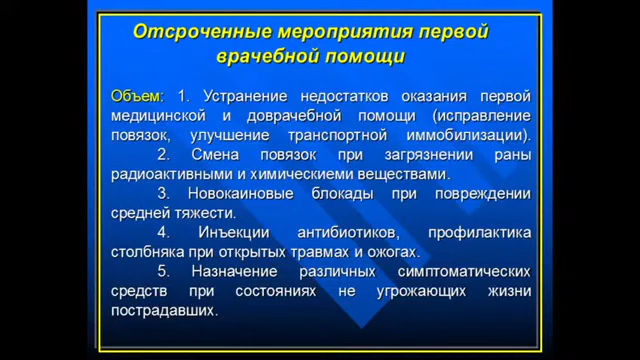 Отсроченные мероприятия первой
врачебной помощи
Объем: 1. Устранение недостатков оказания первой
медицинской и доврачебной помощи (исправление
повязок, улучшение транспортной иммобилизации).
2. Смена повязок при загрязнении раны
радиоактивными и химическиеми веществами.
3. Новокаиновые блокады при повреждении
средней тяжести.
4. Инъекции антибиотиков, профилактика
столбняка при открытых травмах и ожогах.
5. Назначение различных симптоматических
средств при состояниях не угрожающих жизни
пострадавших.